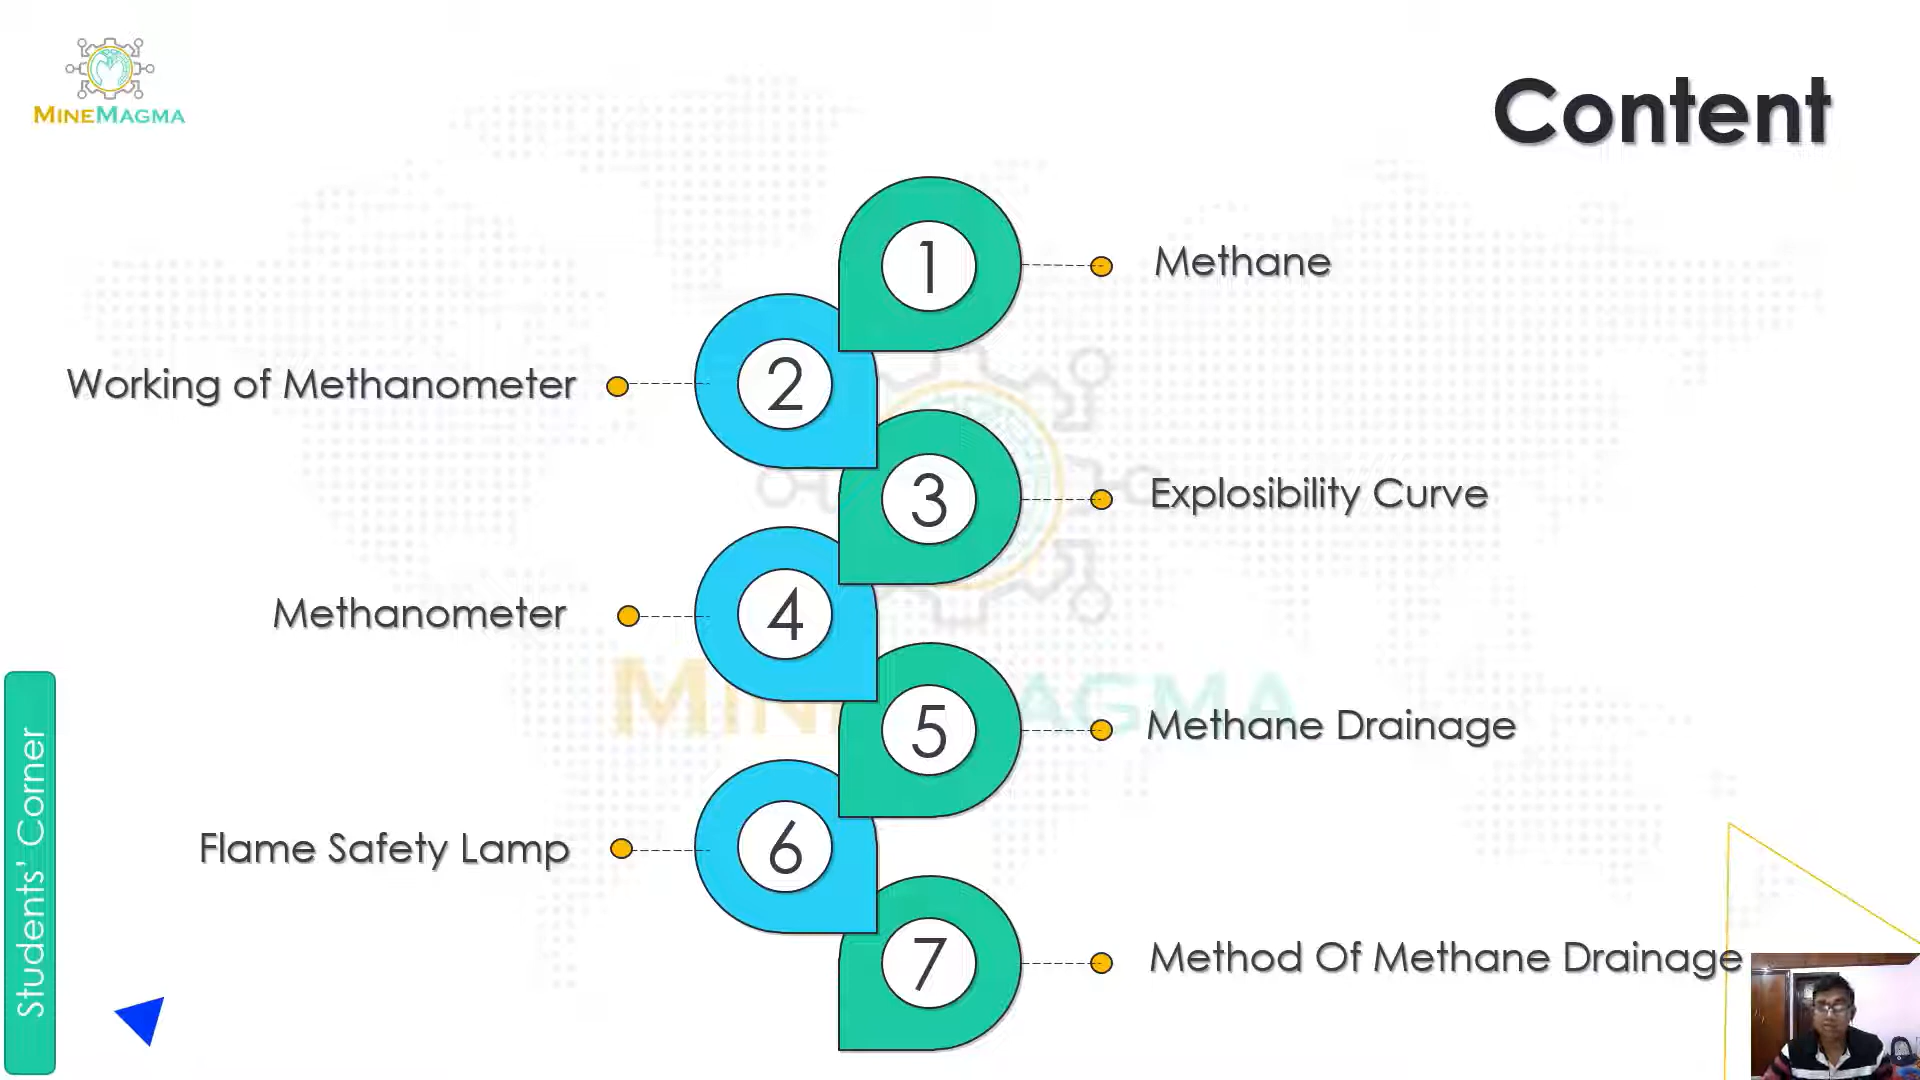 MINEMAGMA
Content
1
Methane
2
Working of Methanometer
3
Explosibility Curve
4
Methanometer
5
Methane Drainage
6
Flame Safety Lamp
7
Method Of Methane Drainage
Students' Corner
MINEMAGMA